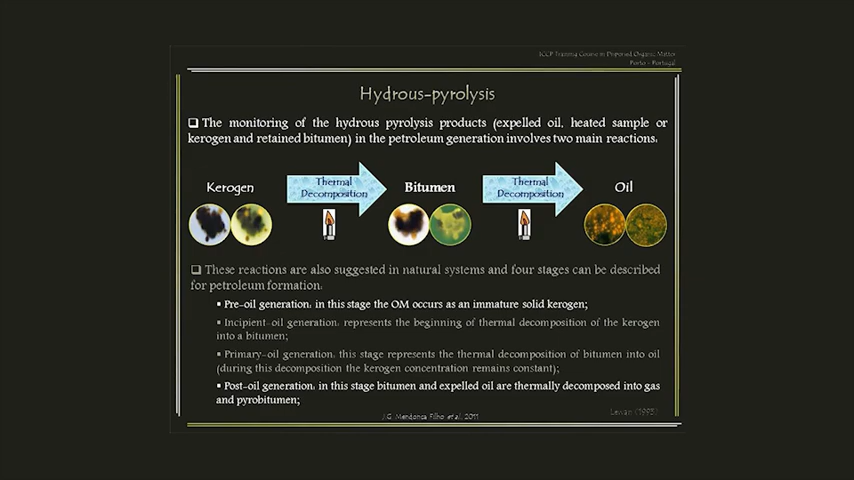 ICCP Training Course in Dispersed Organic Matter
Porto - Portugal
Hydrous-pyrolysis
❑ The monitoring of the hydrous pyrolysis products (expelled oil, heated sample or
kerogen and retained bitumen) in the petroleum generation involves two main reactions.
Kerogen
Thermal
Decomposition
Bitumen
Thermal
Decomposition
Oil
❑ These reactions are also suggested in natural systems and four stages can be described
for petroleum formation.
▪ Pre-oil generation: in this stage the OM occurs as an immature solid kerogen;
▪ Incipient-oil generation: represents the beginning of thermal decomposition of the kerogen
into a bitumen;
▪ Primary-oil generation: this stage represents the thermal decomposition of bitumen into oil
(during this decomposition the kerogen concentration remains constant);
▪ Post-oil generation: in this stage bitumen and expelled oil are thermally decomposed into gas
and pyrobitumen;
Lewan (1993)
J.G. Mendonça Filho et al. 2011